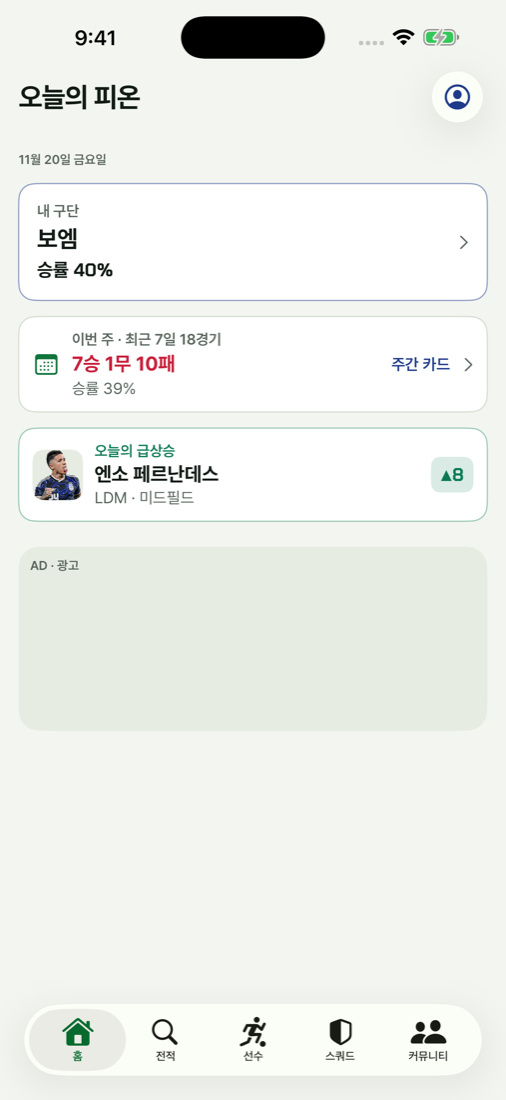 9:41
오늘의 피온
11월 20일 금요일
내 구단
보엠
승률 40%
이번 주 · 최근 7일 18경기
7승 1무 10패
승률 39%
주간 카드
오늘의 급상승
엔소 페르난데스
LDM · 미드필드
▲8
AD · 광고
홈
전적
선수
스쿼드
커뮤니티